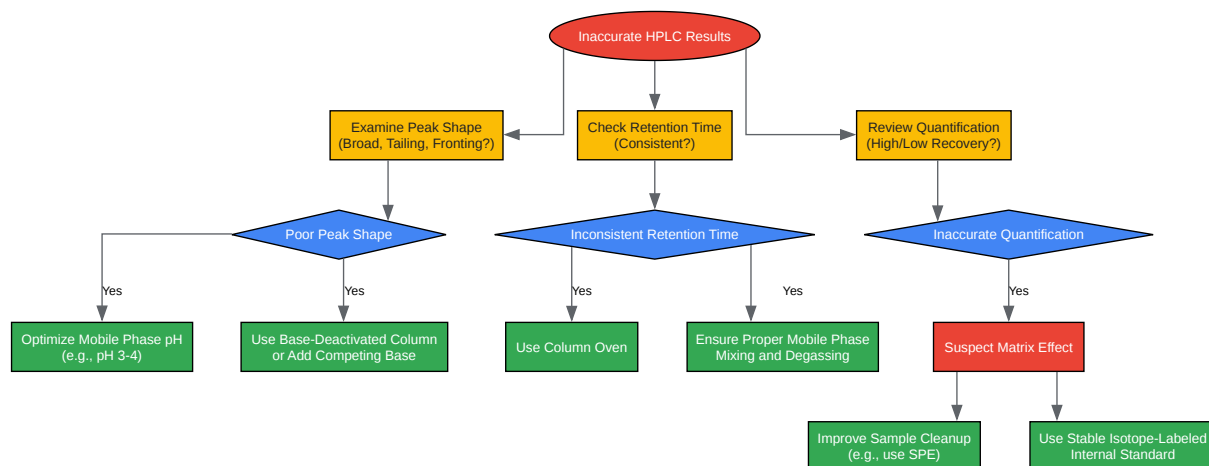 Inaccurate HPLC Results
Examine Peak Shape
(Broad, Tailing, Fronting?)
Check Retention Time
(Consistent?)
Review Quantification
(High/Low Recovery?)
Poor Peak Shape
Inconsistent Retention Time
Inaccurate Quantification
Yes
Yes
Yes
Yes
Yes
Optimize Mobile Phase pH
(e.g., pH 3-4)
Use Base-Deactivated Column
or Add Competing Base
Use Column Oven
Ensure Proper Mobile Phase
Mixing and Degassing
Suspect Matrix Effect
Improve Sample Cleanup
(e.g., use SPE)
Use Stable Isotope-Labeled
Internal Standard